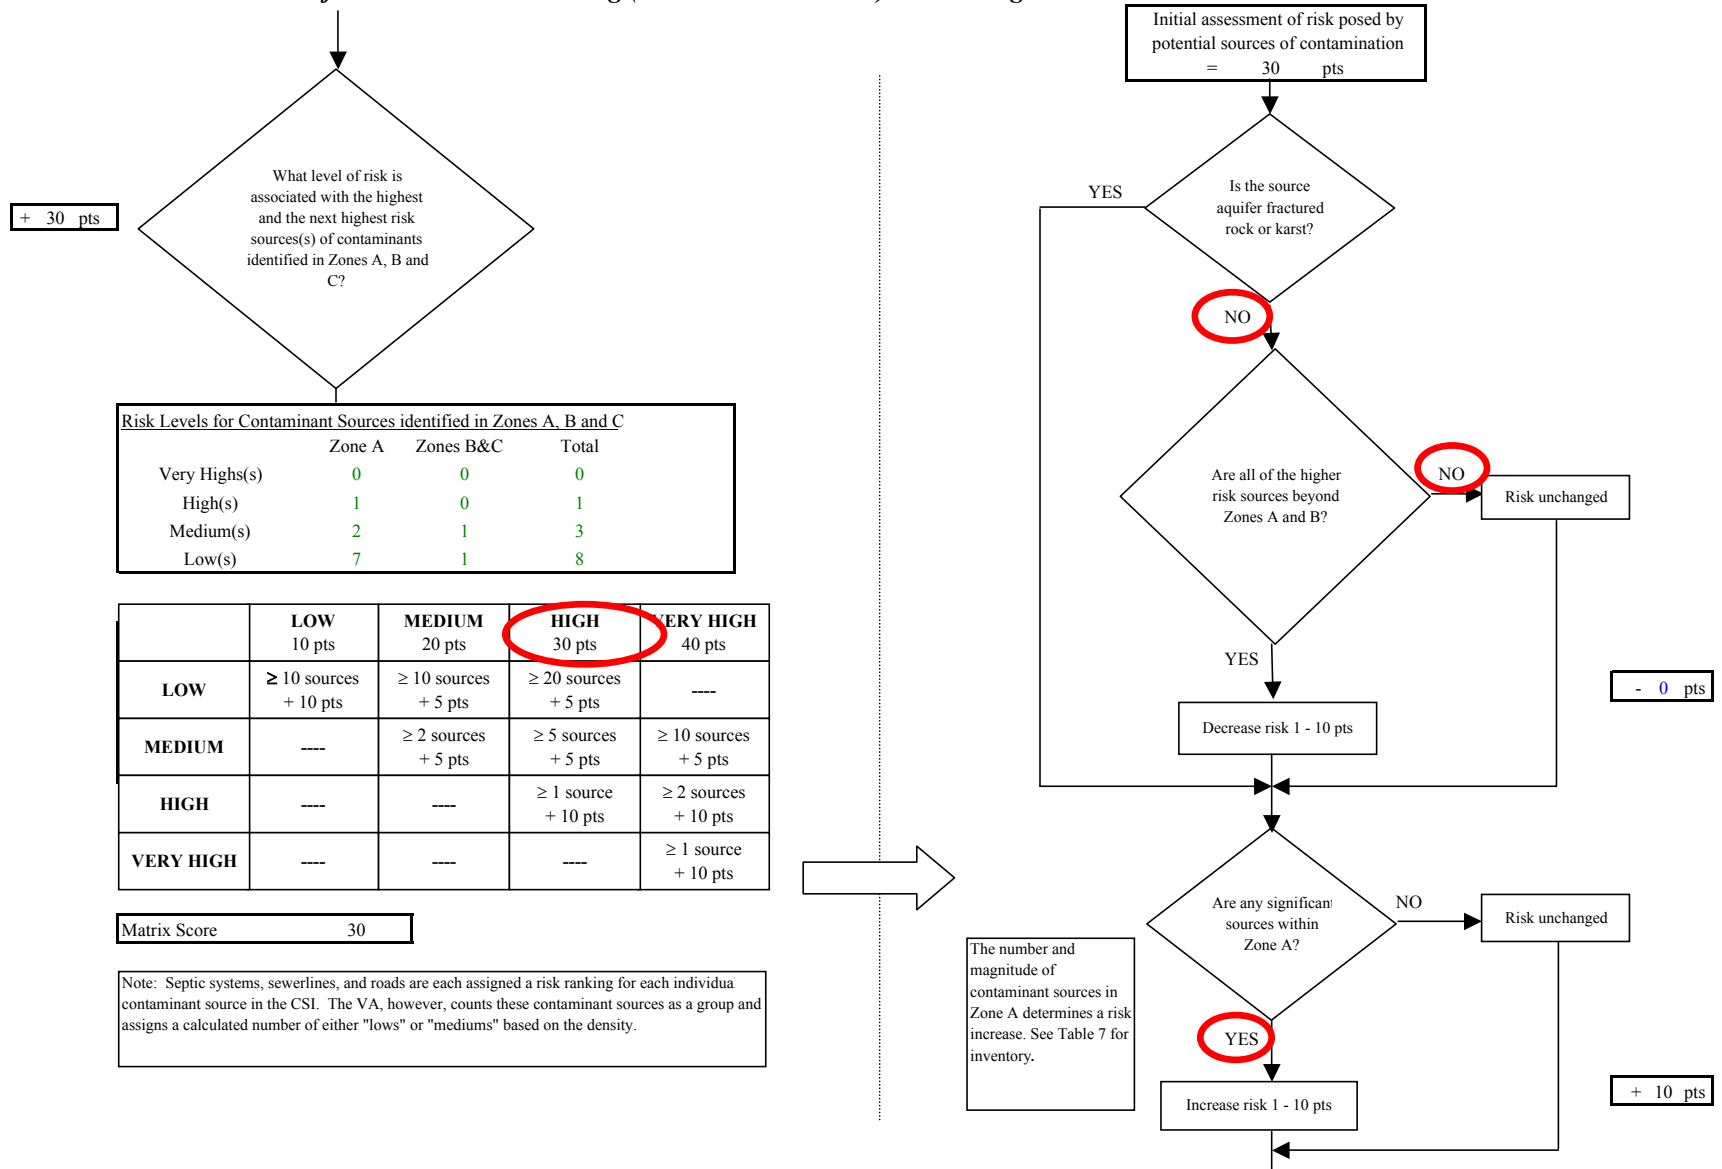 What level of risk is
associated with the highest
and the next highest risk
sources(s) of contaminants
identified in Zones A, B and
C?
+ 30 pts
Risk Levels for Contaminant Sources identified in Zones A, B and C
Zone A Zones B&C Total
Very Highs(s) 0 0 0
High(s) 1 0 1
Medium(s) 2 1 3
Low(s) 7 1 8
LOW MEDIUM HIGH VERY HIGH
10 pts 20 pts 30 pts 40 pts
LOW ≥ 10 sources ≥ 10 sources ≥ 20 sources ----
+ 10 pts + 5 pts + 5 pts
MEDIUM ---- ≥ 2 sources ≥ 5 sources ≥ 10 sources
+ 5 pts + 5 pts + 5 pts
HIGH ---- ---- ≥ 1 source ≥ 2 sources
+ 10 pts + 10 pts
VERY HIGH ---- ---- ---- ≥ 1 source
+ 10 pts
Matrix Score 30
Note: Septic systems, sewerlines, and roads are each assigned a risk ranking for each individua
contaminant source in the CSI. The VA, however, counts these contaminant sources as a group and
assigns a calculated number of either "lows" or "mediums" based on the density.
Initial assessment of risk posed by
potential sources of contamination
= 30 pts
Is the source
aquifer fractured
rock or karst?
YES
NO
Are all of the higher
risk sources beyond
Zones A and B?
NO
Risk unchanged
YES
- 0 pts
Decrease risk 1 - 10 pts
Are any significant
sources within
Zone A?
NO
Risk unchanged
The number and
magnitude of
contaminant sources in
Zone A determines a risk
increase. See Table 7 for
inventory.
YES
+ 10 pts
Increase risk 1 - 10 pts